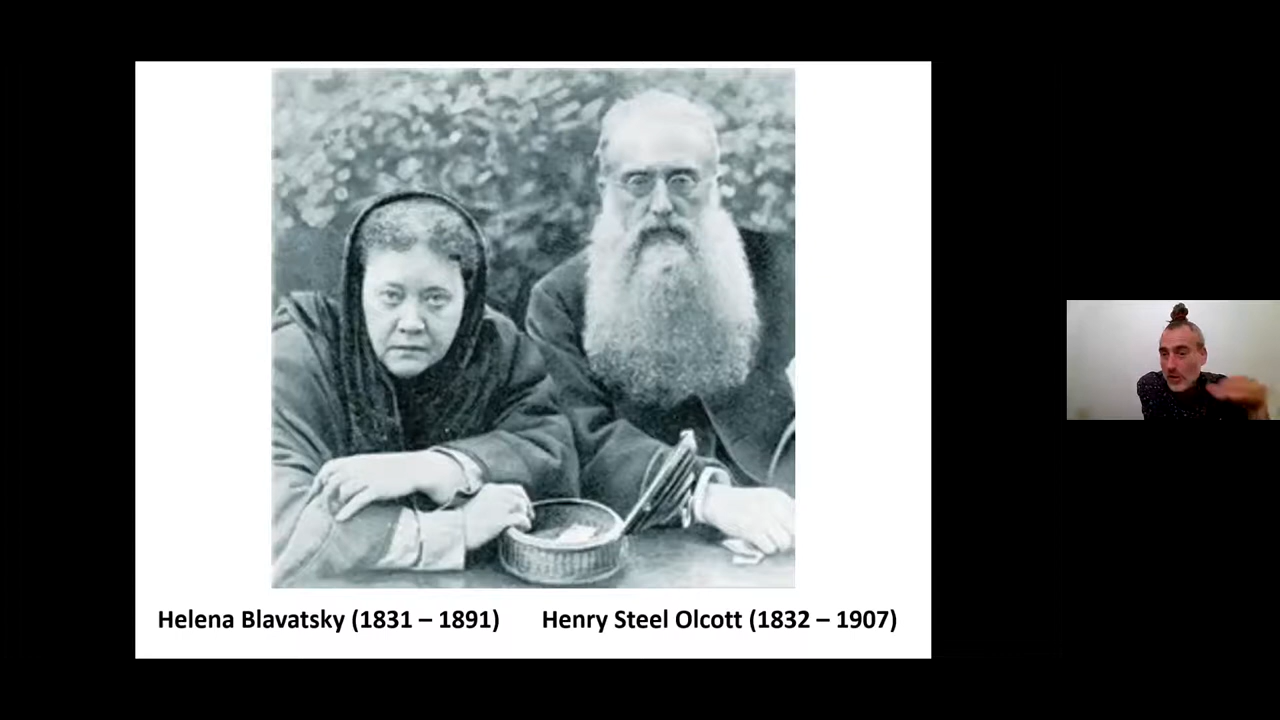 Helena Blavatsky (1831 – 1891) Henry Steel Olcott (1832 – 1907)